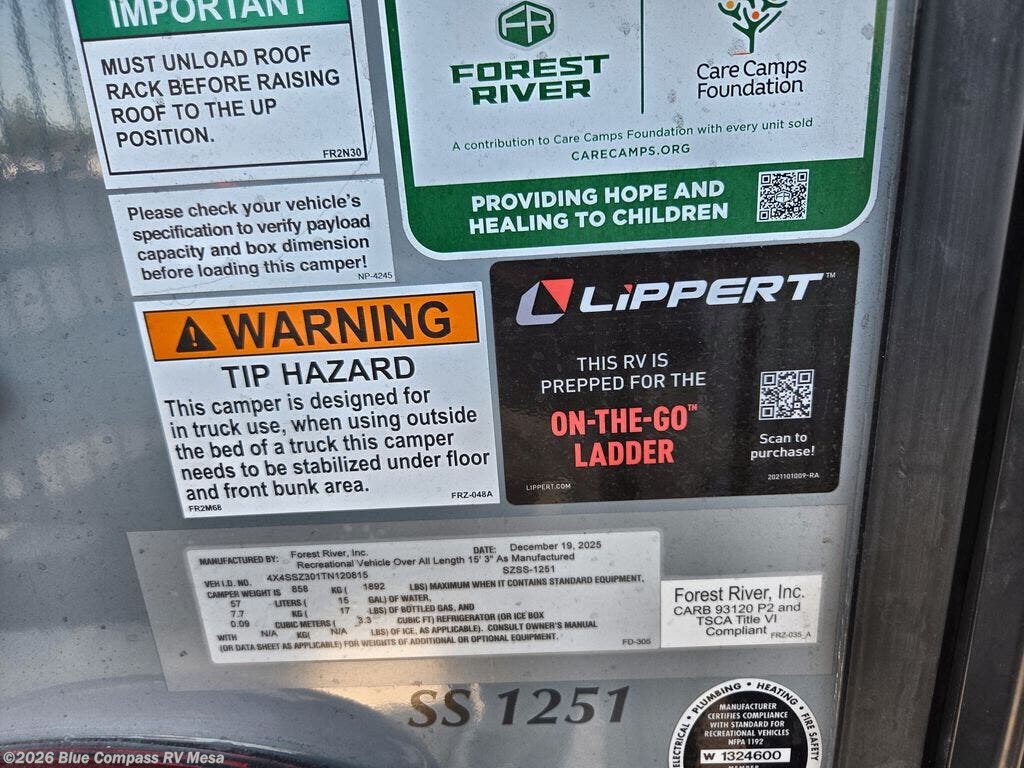 IMPORTANT
MUST UNLOAD ROOF
RACK BEFORE RAISING
ROOF TO THE UP
POSITION.
FR2N30
Please check your vehicle's
specification to verify payload
capacity and box dimension
before loading this camper!
NP-4245
WARNING
TIP HAZARD
This camper is designed for
in truck use, when using outside
the bed of a truck this camper
needs to be stabilized under floor
and front bunk area.
FRZ-048A
FR2M68
FR
FOREST
RIVER
Care Camps
Foundation
A contribution to Care Camps Foundation with every unit sold
CARECAMPS.ORG
PROVIDING HOPE AND
HEALING TO CHILDREN
LiPPERT™
THIS RV IS
PREPPED FOR THE
ON-THE-GO™
LADDER
Scan to
purchase!
LIPPERT.COM
2021101009-RA
MANUFACTURED BY: Forest River, Inc. DATE: December 19, 2025
Recreational Vehicle Over All Length 15' 3" As Manufactured
VEH I.D. NO. 4X4SSZ301TN120815 SZSS-1251
CAMPER WEIGHT IS 858 KG ( 1892 LBS) MAXIMUM WHEN IT CONTAINS STANDARD EQUIPMENT,
57 LITERS ( 15 GAL) OF WATER,
7.7 KG ( 17 LBS) OF BOTTLED GAS, AND
0.09 CUBIC METERS ( 3.3 CUBIC FT) REFRIGERATOR (OR ICE BOX
WITH N/A KG( N/A LBS) OF ICE, AS APPLICABLE). CONSULT OWNER'S MANUAL
(OR DATA SHEET AS APPLICABLE) FOR WEIGHTS OF ADDITIONAL OR OPTIONAL EQUIPMENT.
FD-305
Forest River, Inc.
CARB 93120 P2 and
TSCA Title VI
Compliant
FRZ-035_A
SS 1251
ELECTRICAL • PLUMBING • HEATING • FIRE SAFETY
MANUFACTURER
CERTIFIES COMPLIANCE
WITH STANDARD FOR
RECREATIONAL VEHICLES
NFPA 1192
W 1324600
MEMBER
©2026 Blue Compass RV Mesa